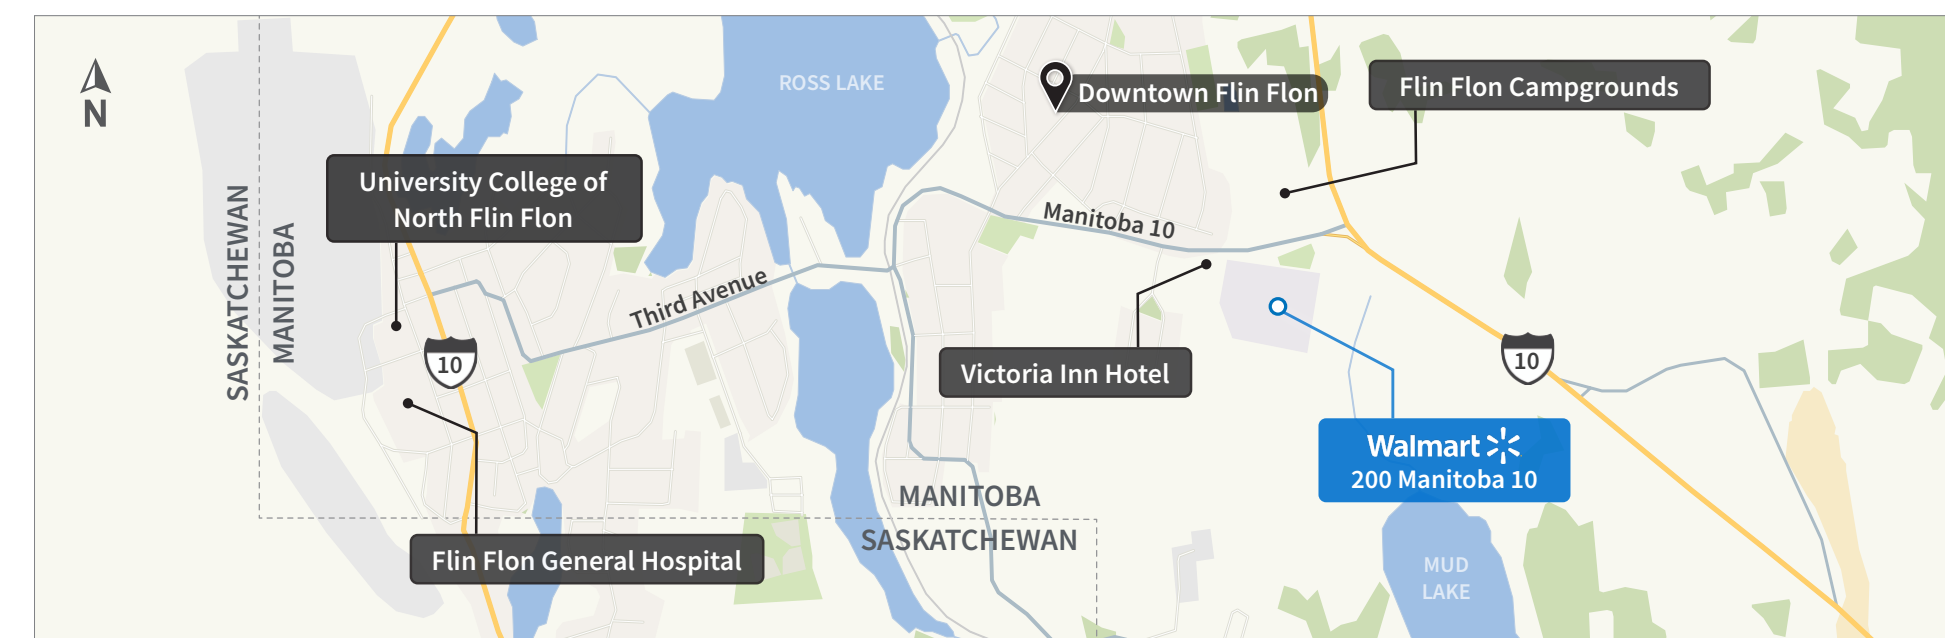 N
ROSS LAKE
Downtown Flin Flon
Flin Flon Campgrounds
University College of
North Flin Flon
SASKATCHEWAN
MANITOBA
Manitoba 10
Third Avenue
10
10
Victoria Inn Hotel
Walmart
200 Manitoba 10
MANITOBA
SASKATCHEWAN
Flin Flon General Hospital
MUD
LAKE